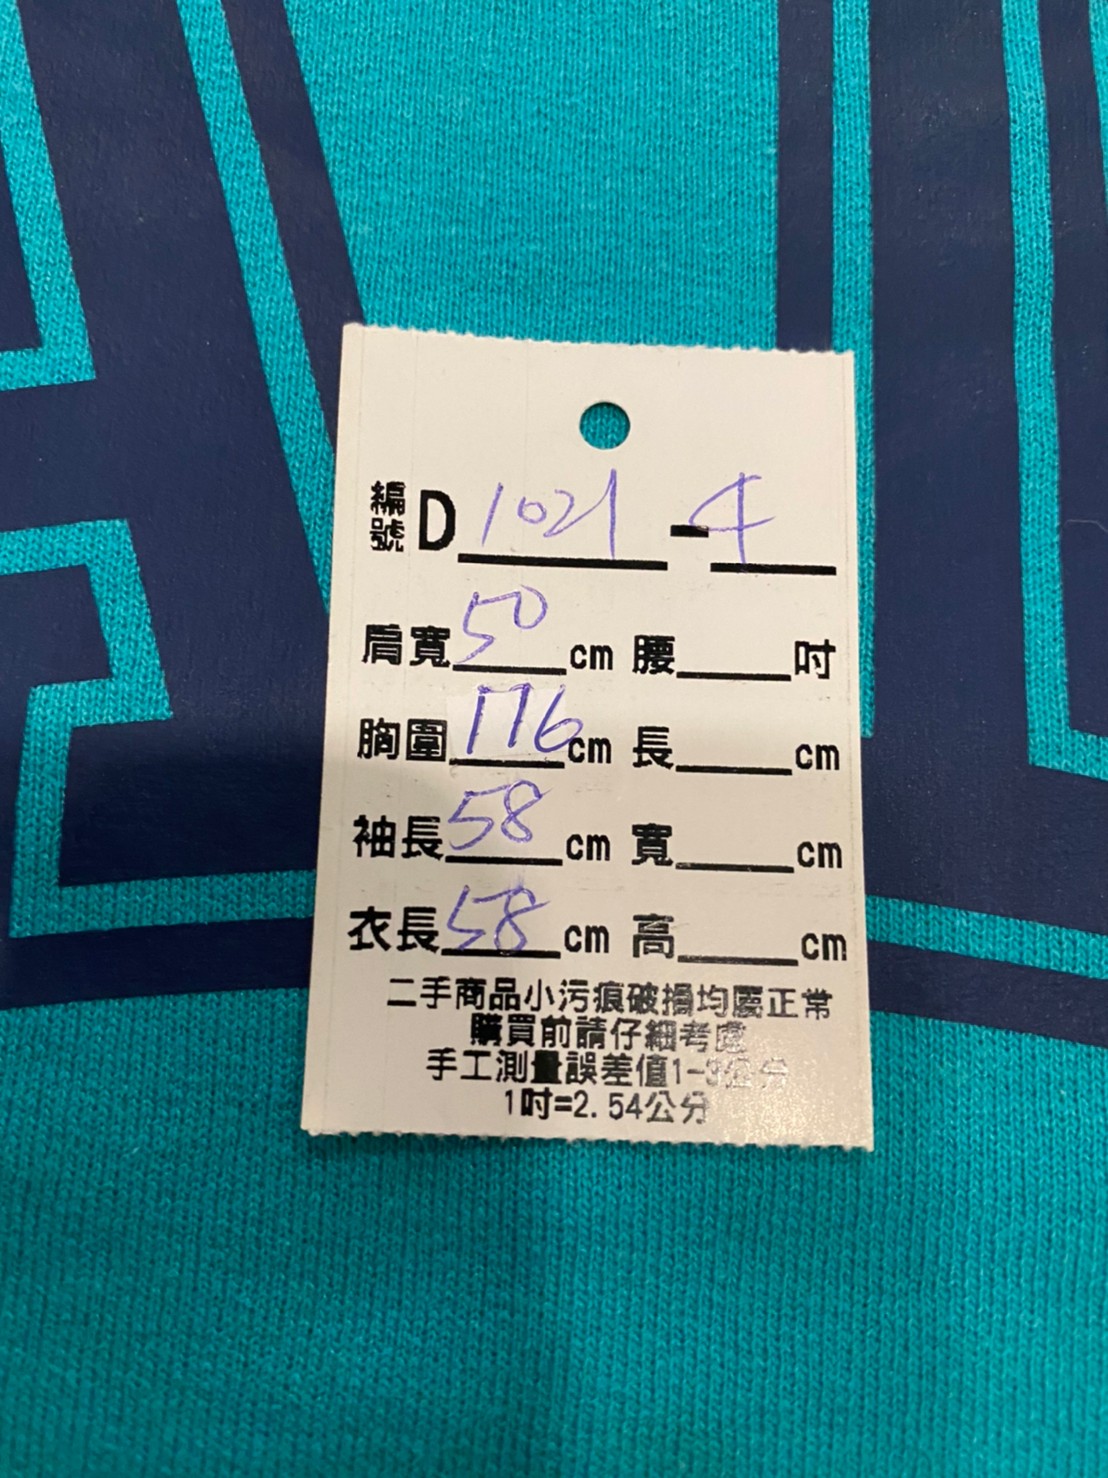 編號 D 1021 - 4
肩寬 50 cm 腰 吋
胸圍 116 cm 長 cm
袖長 58 cm 寬 cm
衣長 58 cm 高 cm
二手商品小污痕破損均屬正常
購買前請仔細考慮
手工測量誤差值1-3公分
1吋=2.54公分